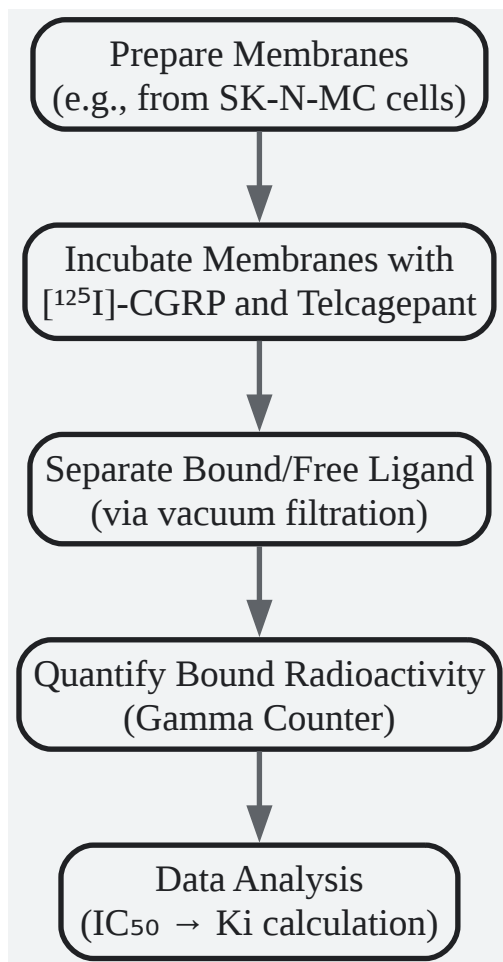 Prepare Membranes
(e.g., from SK-N-MC cells)
Incubate Membranes with
[¹²⁵I]-CGRP and Telcagepant
Separate Bound/Free Ligand
(via vacuum filtration)
Quantify Bound Radioactivity
(Gamma Counter)
Data Analysis
(IC₅₀ → Ki calculation)